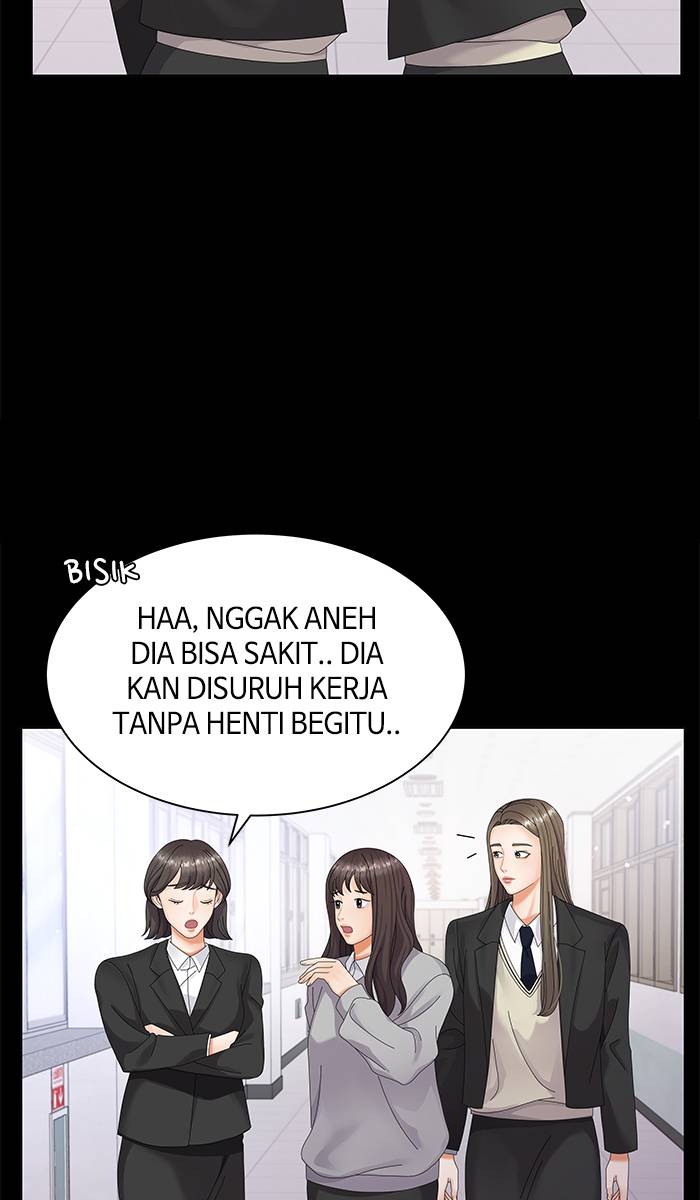 BISIK
HAA, NGGAK ANEH
DIA BISA SAKIT.. DIA
KAN DISURUH KERJA
TANPA HENTI BEGITU..